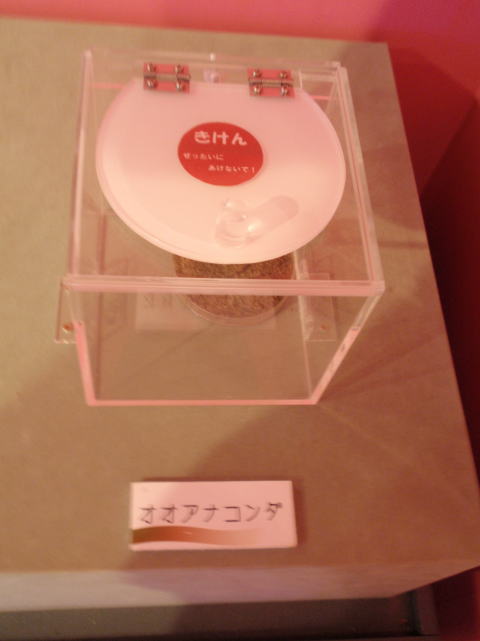 きけん
ぜったいに
あけないで！
オオアナコンダ